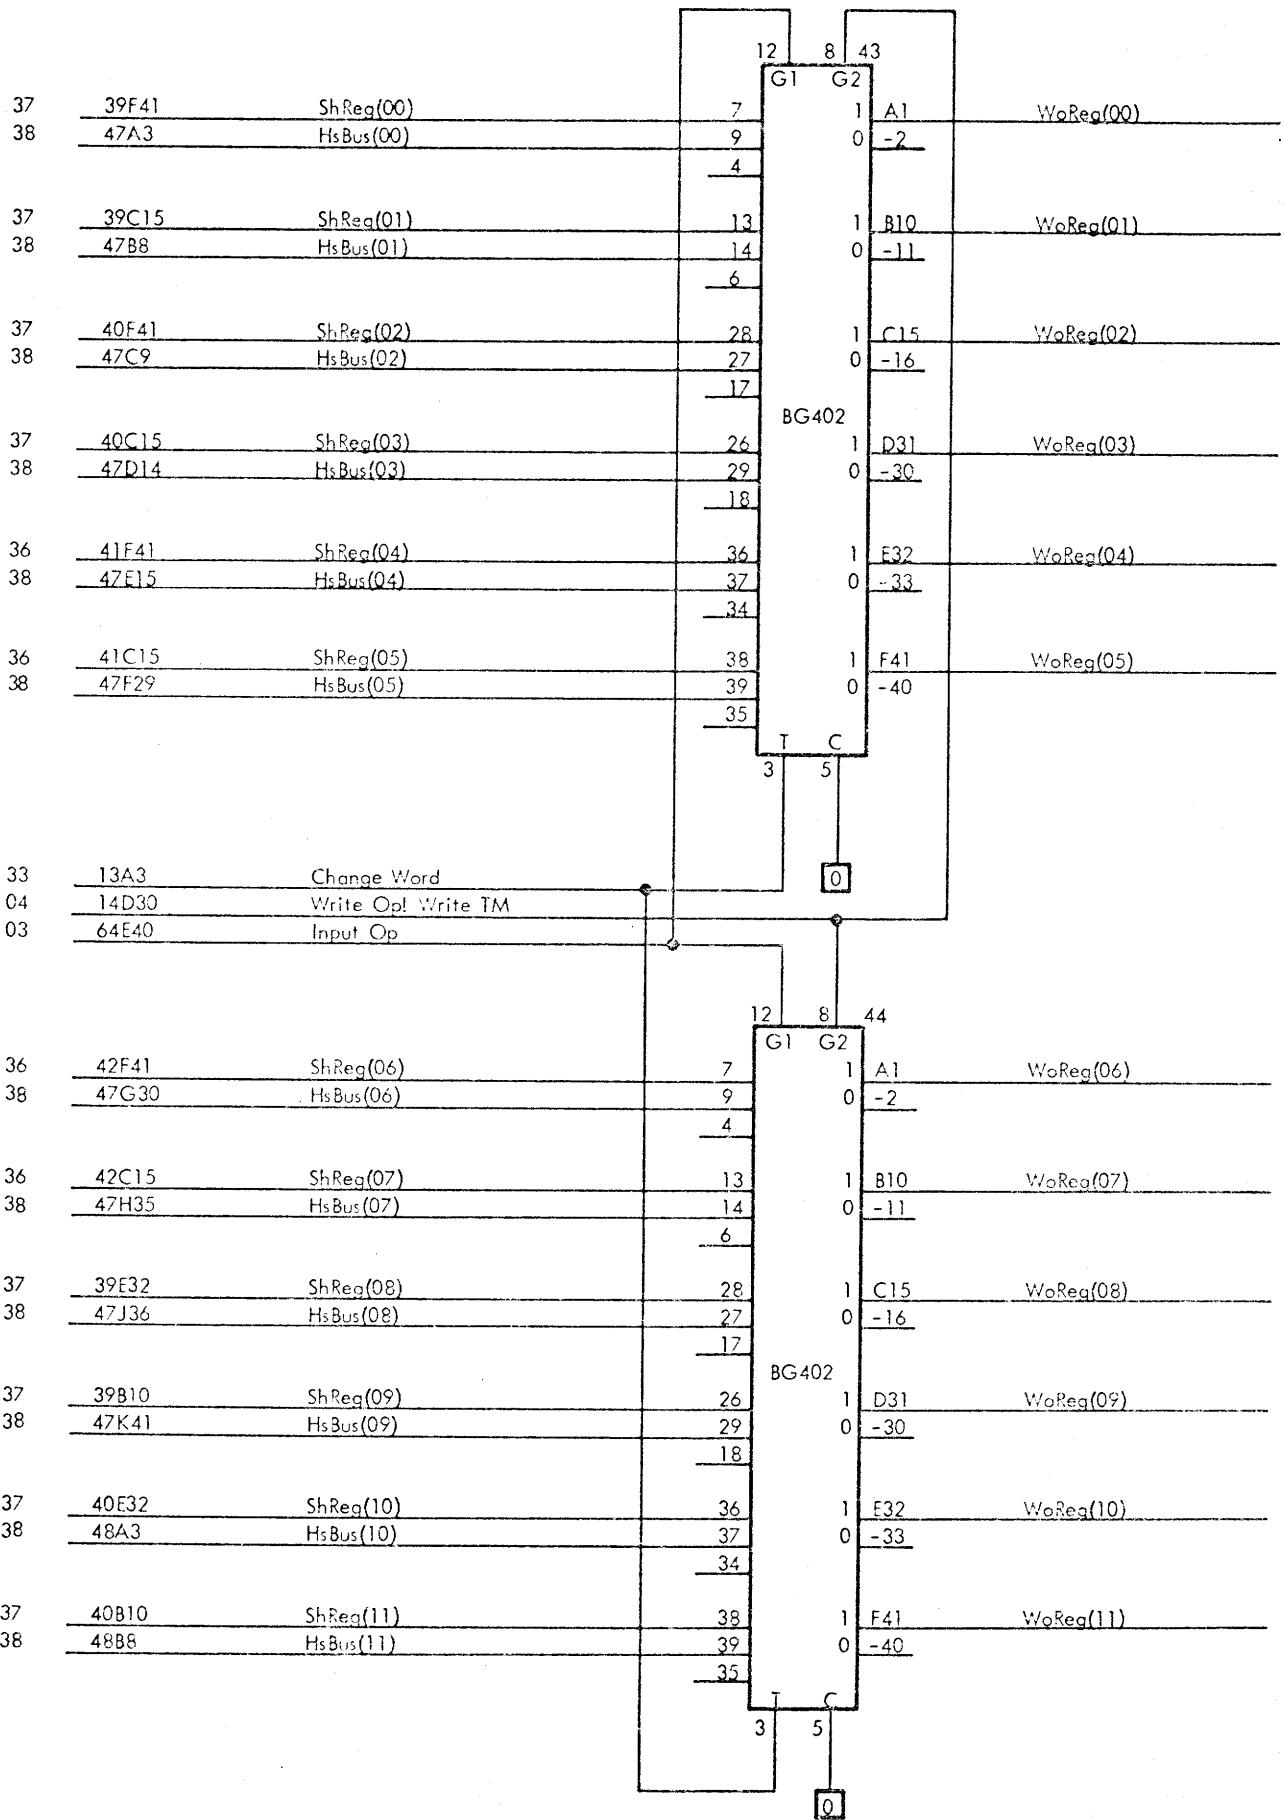 12 8 43
G1 G2
37 39F41 ShReg(00) 7 1 A1 WoReg(00)
38 47A3 HsBus(00) 9 0 -2
4
37 39C15 ShReg(01) 13 1 B10 WoReg(01)
38 47B8 HsBus(01) 14 0 -11
6
37 40F41 ShReg(02) 28 1 C15 WoReg(02)
38 47C9 HsBus(02) 27 0 -16
17
BG402
37 40C15 ShReg(03) 26 1 D31 WoReg(03)
38 47D14 HsBus(03) 29 0 -30
18
36 41F41 ShReg(04) 36 1 E32 WoReg(04)
38 47E15 HsBus(04) 37 0 -33
34
36 41C15 ShReg(05) 38 1 F41 WoReg(05)
38 47F29 HsBus(05) 39 0 -40
35
T C
3 5
0
33 13A3 Change Word
04 14D30 Write Op! Write TM
03 64E40 Input Op
12 8 44
G1 G2
36 42F41 ShReg(06) 7 1 A1 WoReg(06)
38 47G30 HsBus(06) 9 0 -2
4
36 42C15 ShReg(07) 13 1 B10 WoReg(07)
38 47H35 HsBus(07) 14 0 -11
6
37 39E32 ShReg(08) 28 1 C15 WoReg(08)
38 47J36 HsBus(08) 27 0 -16
17
BG402
37 39B10 ShReg(09) 26 1 D31 WoReg(09)
38 47K41 HsBus(09) 29 0 -30
18
37 40E32 ShReg(10) 36 1 E32 WoReg(10)
38 48A3 HsBus(10) 37 0 -33
34
37 40B10 ShReg(11) 38 1 F41 WoReg(11)
38 48B8 HsBus(11) 39 0 -40
35
T C
3 5
0